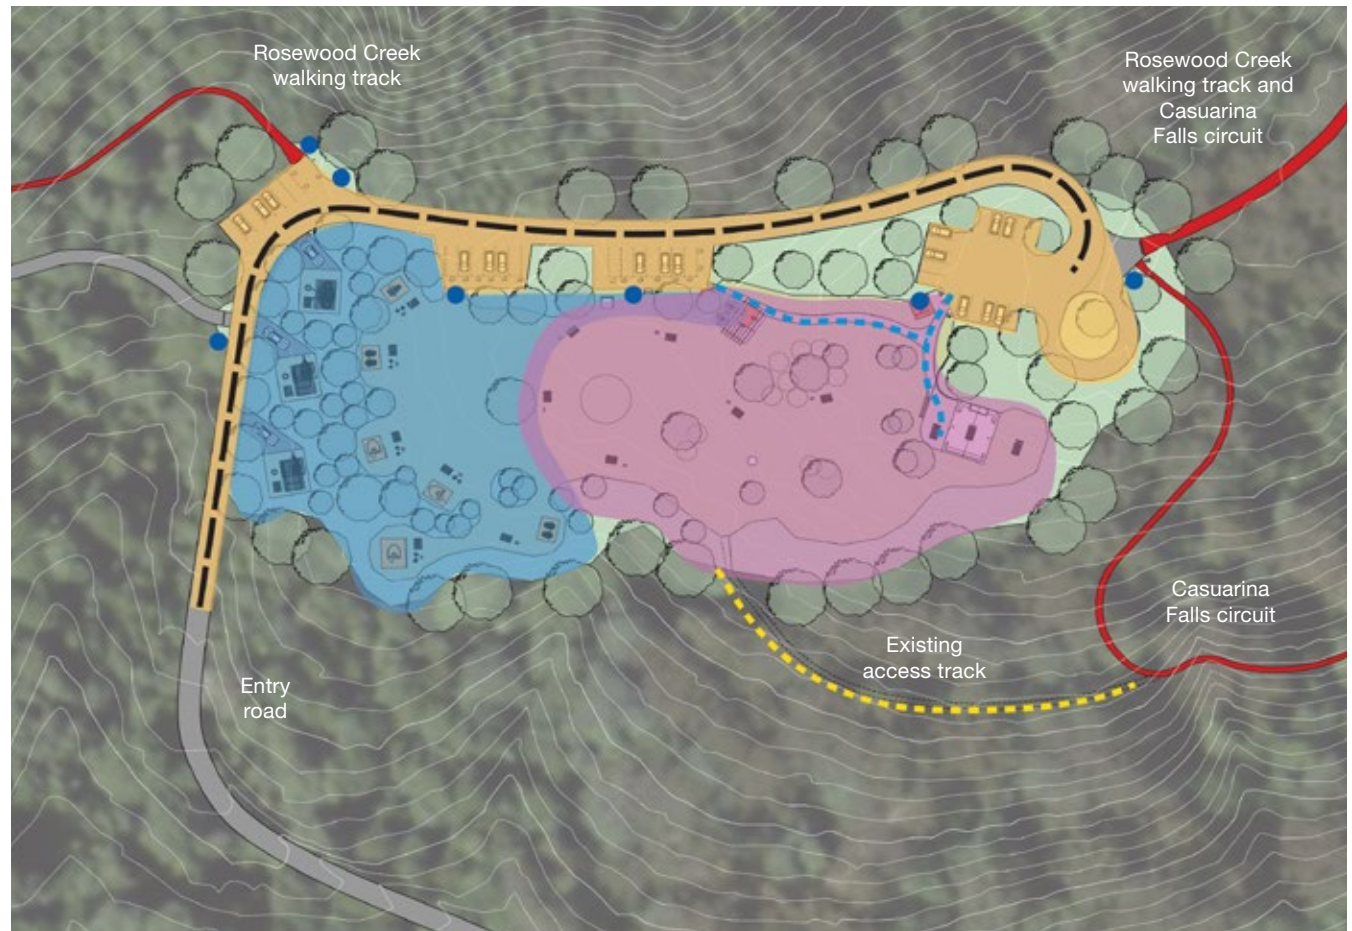 Rosewood Creek
walking track
Rosewood Creek
walking track and
Casuarina
Falls circuit
Casuarina
Falls circuit
Existing
access track
Entry
road